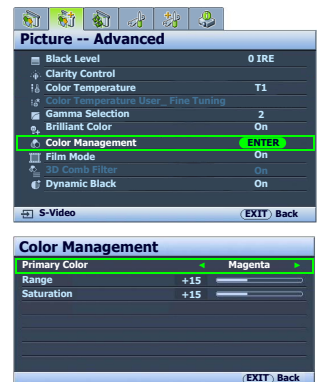 Picture -- Advanced
Black Level 0 IRE
Clarity Control
Color Temperature T1
Color Temperature User_ Fine Tuning
Gamma Selection 2
Brilliant Color On
Color Management ENTER
Film Mode On
3D Comb Filter On
Dynamic Black On
S-Video EXIT Back
Color Management
Primary Color Magenta
Range +15
Saturation +15
EXIT Back